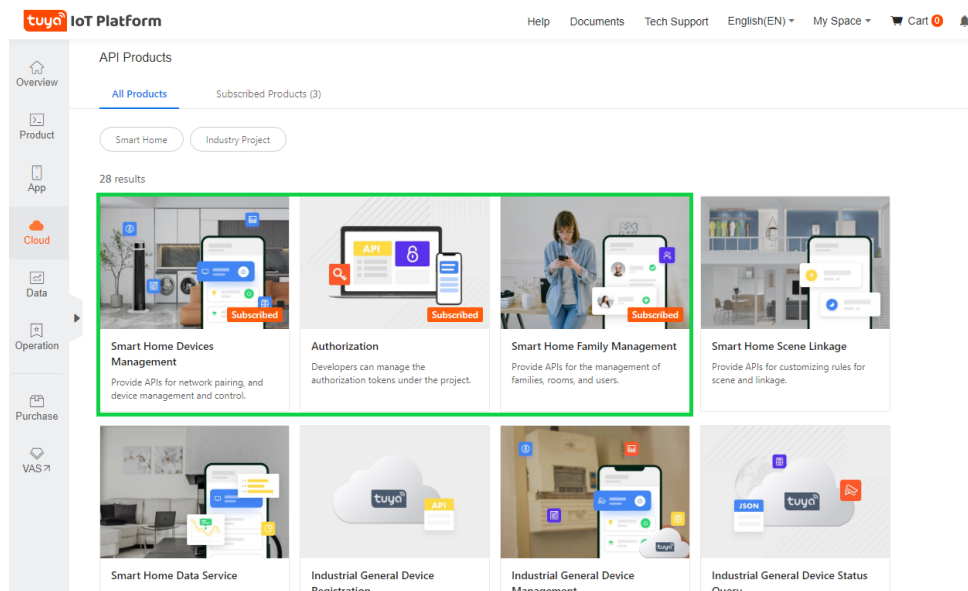 tuya IoT Platform
Help Documents Tech Support English(EN) My Space Cart 0
Overview
Product
App
Cloud
Data
Operation
Purchase
VAS
API Products
All Products Subscribed Products (3)
Smart Home Industry Project
28 results
Subscribed
API
Subscribed
Subscribed
Smart Home Devices
Management
Provide APIs for network pairing, and
device management and control.
Authorization
Developers can manage the
authorization tokens under the project.
Smart Home Family Management
Provide APIs for the management of
families, rooms, and users.
Smart Home Scene Linkage
Provide APIs for customizing rules for
scene and linkage.
tuya
API
tuya
JSON
tuya
Smart Home Data Service
Industrial General Device
Registration
Industrial General Device
Management
Industrial General Device Status
Query